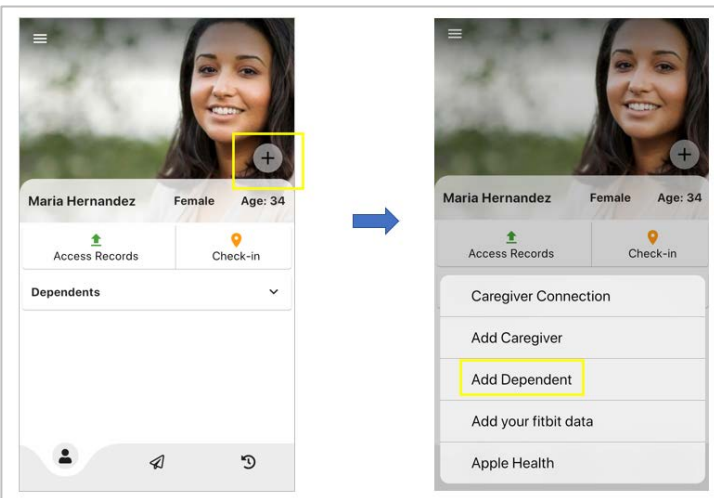 Maria Hernandez Female Age: 34
Access Records Check-in
Dependents
Maria Hernandez Female Age: 34
Access Records Check-in
Caregiver Connection
Add Caregiver
Add Dependent
Add your fitbit data
Apple Health